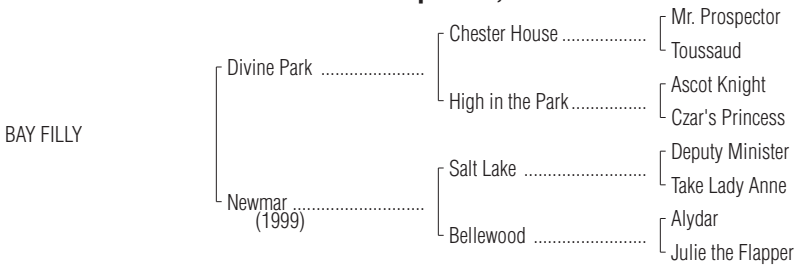 Mr. Prospector
Chester House ..................
Toussaud
Divine Park ......................
Ascot Knight
High in the Park................
Czar's Princess
BAY FILLY
Deputy Minister
Salt Lake ..........................
Take Lady Anne
Newmar ............................
(1999)
Alydar
Bellewood ........................
Julie the Flapper